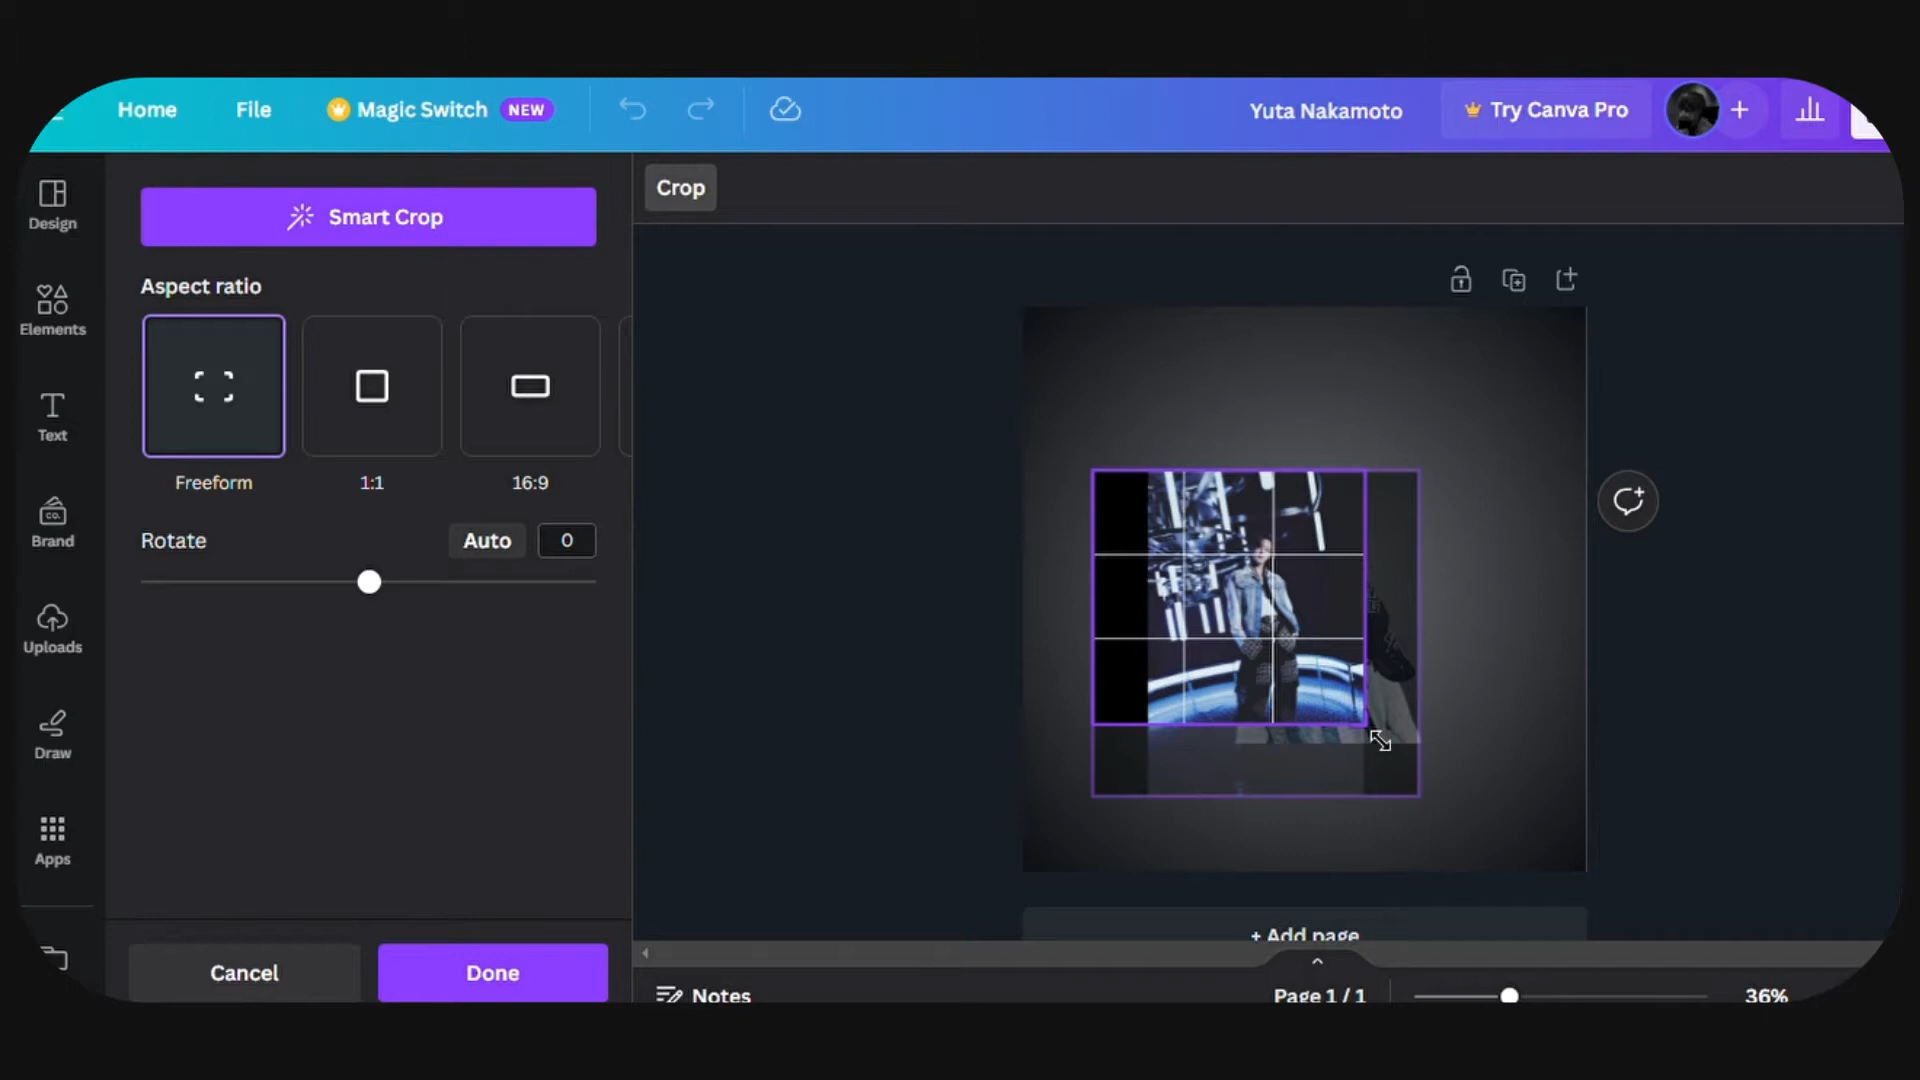 Home File Magic Switch NEW Yuta Nakamoto Try Canva Pro
Design
Elements
Text
CO.
Brand
Uploads
Draw
Apps
Smart Crop
Aspect ratio
Freeform 1:1 16:9
Rotate Auto 0
Cancel Done
Crop
+ Add page
Notes Page 1 / 1 36%